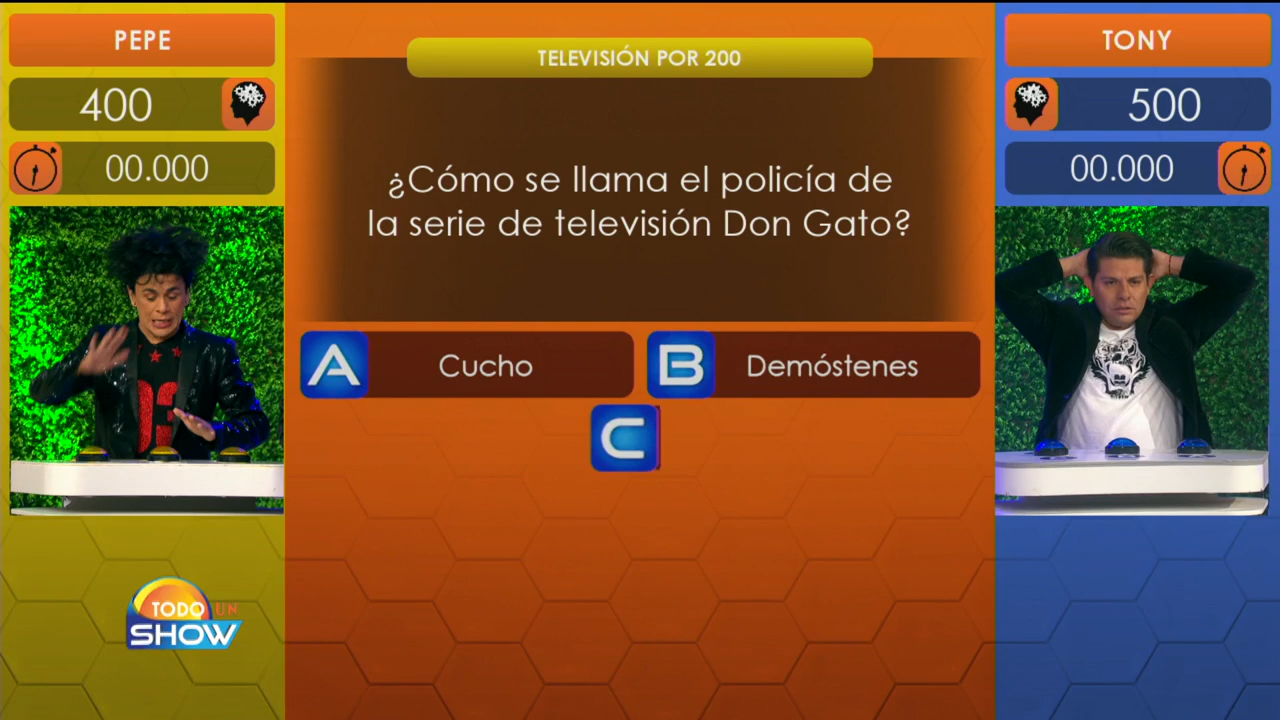 PEPE
400
00.000
TELEVISIÓN POR 200
¿Cómo se llama el policía de
la serie de televisión Don Gato?
A Cucho
B Demóstenes
C
TONY
500
00.000
TODO UN
SHOW